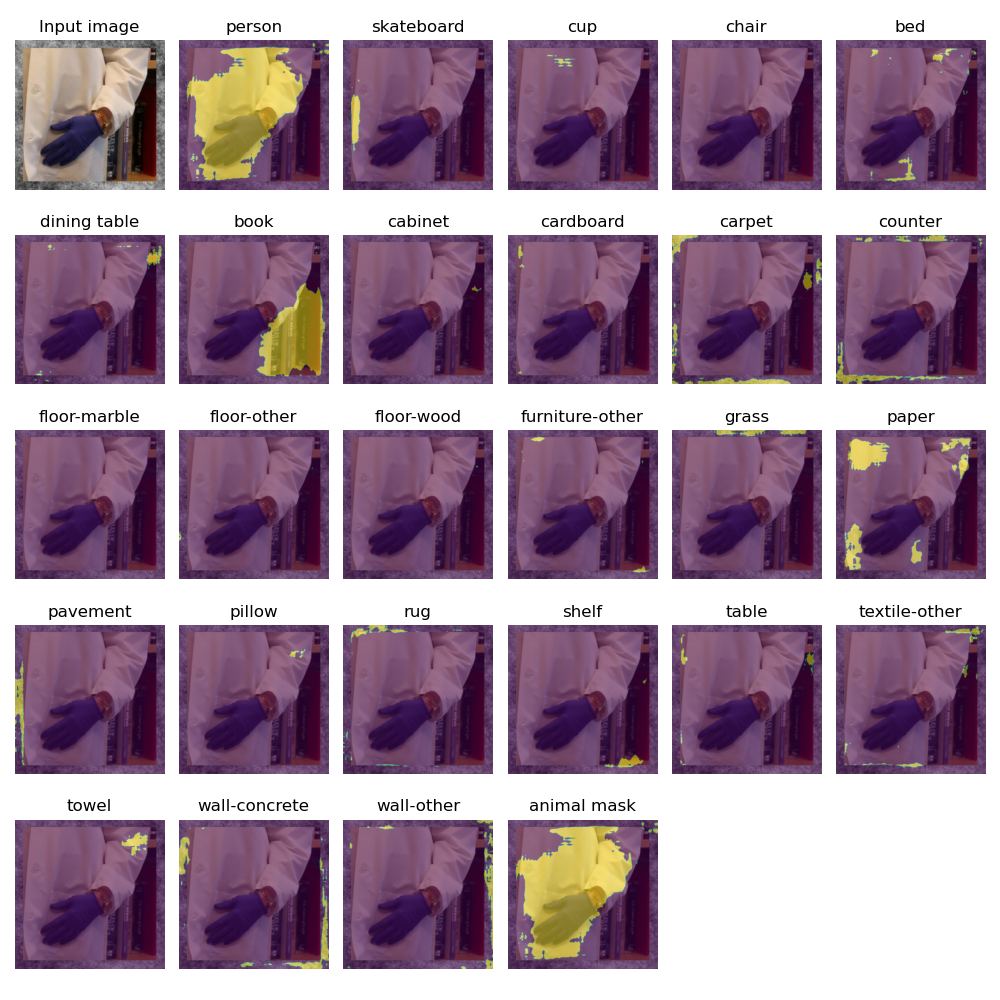 Input image person skateboard cup chair bed
dining table book cabinet cardboard carpet counter
floor-marble floor-other floor-wood furniture-other grass paper
pavement pillow rug shelf table textile-other
towel wall-concrete wall-other animal mask